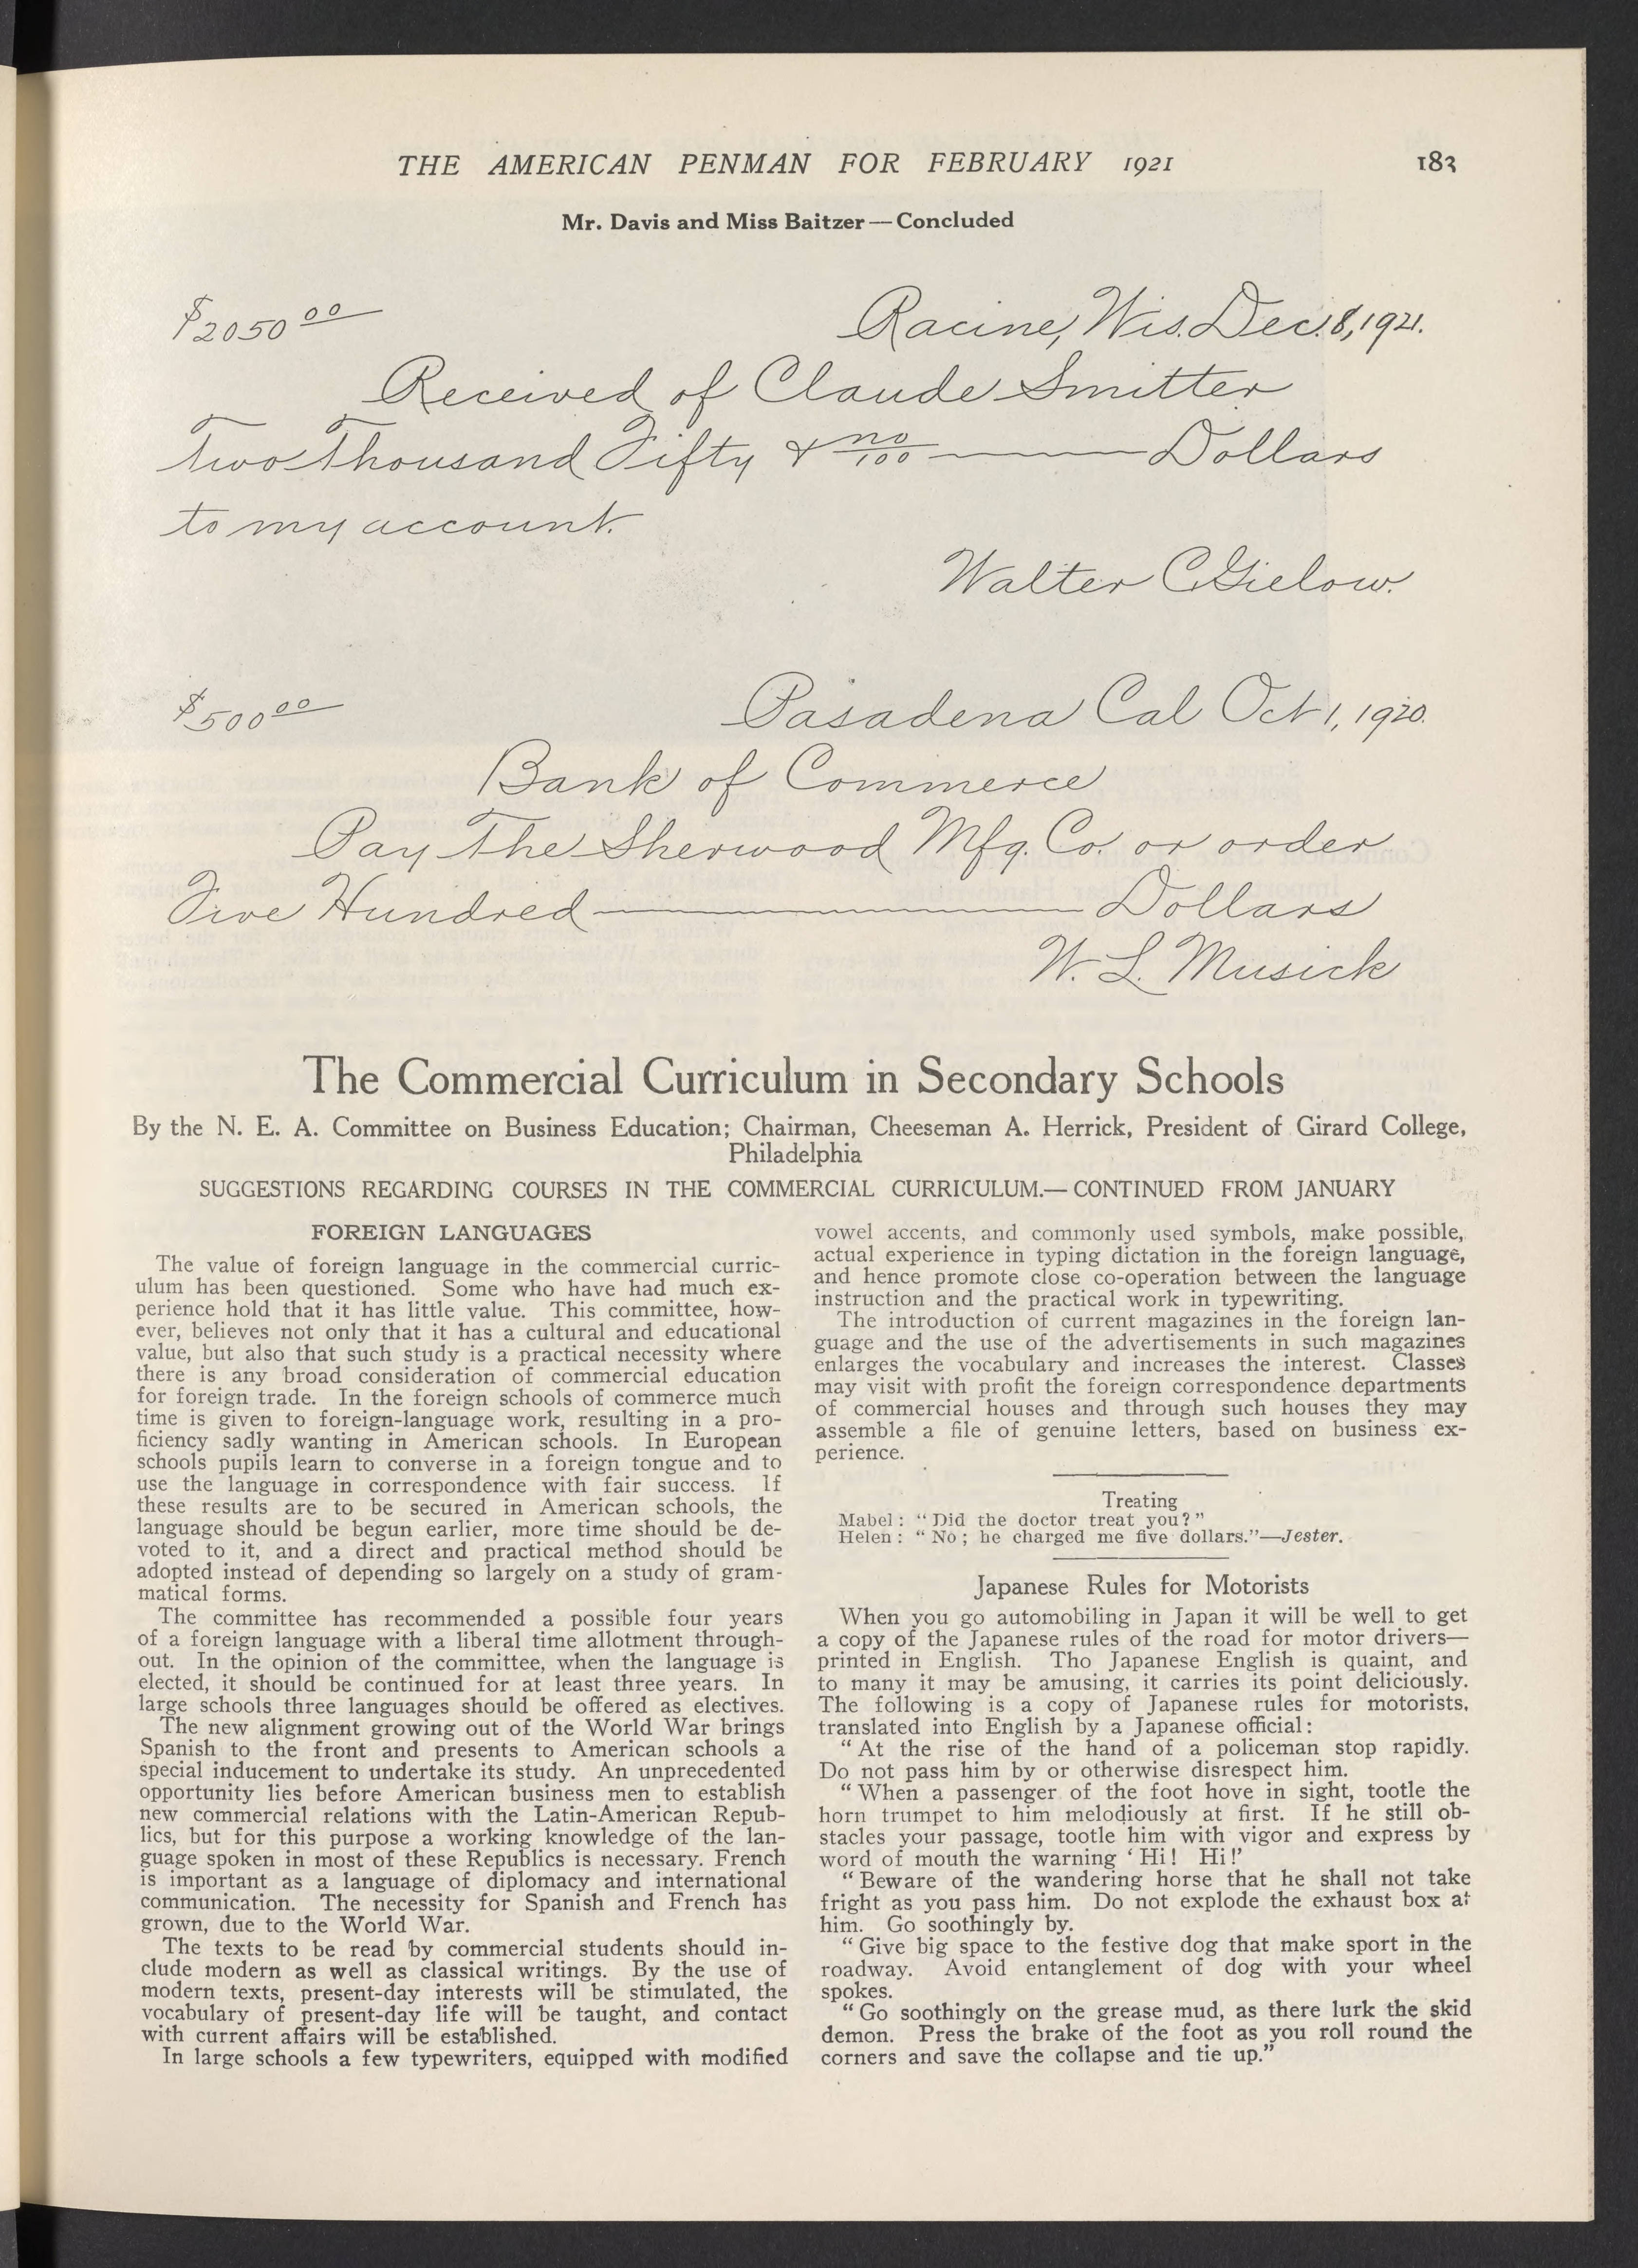 THE AMERICAN PENMAN FOR FEBRUARY 1921 183
Mr. Davis and Miss Baitzer—Concluded
$2050 00 Racine, Wis. Dec. 8, 1921.
Received of Claude Smitter
Two Thousand Fifty & no/100 Dollars
to my account.
Walter C Gielow.
$500 00 Pasadena Cal Oct 1, 1920.
Bank of Commerce
Pay The Sherwood Mfg. Co. or order
Five Hundred Dollars
W. L. Musick
The Commercial Curriculum in Secondary Schools
By the N. E. A. Committee on Business Education; Chairman, Cheeseman A. Herrick, President of Girard College,
Philadelphia
SUGGESTIONS REGARDING COURSES IN THE COMMERCIAL CURRICULUM.—CONTINUED FROM JANUARY
FOREIGN LANGUAGES
The value of foreign language in the commercial curric-
ulum has been questioned. Some who have had much ex-
perience hold that it has little value. This committee, how-
ever, believes not only that it has a cultural and educational
value, but also that such study is a practical necessity where
there is any broad consideration of commercial education
for foreign trade. In the foreign schools of commerce much
time is given to foreign-language work, resulting in a pro-
ficiency sadly wanting in American schools. In European
schools pupils learn to converse in a foreign tongue and to
use the language in correspondence with fair success. If
these results are to be secured in American schools, the
language should be begun earlier, more time should be de-
voted to it, and a direct and practical method should be
adopted instead of depending so largely on a study of gram-
matical forms.
The committee has recommended a possible four years
of a foreign language with a liberal time allotment through-
out. In the opinion of the committee, when the language is
elected, it should be continued for at least three years. In
large schools three languages should be offered as electives.
The new alignment growing out of the World War brings
Spanish to the front and presents to American schools a
special inducement to undertake its study. An unprecedented
opportunity lies before American business men to establish
new commercial relations with the Latin-American Repub-
lics, but for this purpose a working knowledge of the lan-
guage spoken in most of these Republics is necessary. French
is important as a language of diplomacy and international
communication. The necessity for Spanish and French has
grown, due to the World War.
The texts to be read by commercial students should in-
clude modern as well as classical writings. By the use of
modern texts, present-day interests will be stimulated, the
vocabulary of present-day life will be taught, and contact
with current affairs will be established.
In large schools a few typewriters, equipped with modified
vowel accents, and commonly used symbols, make possible,
actual experience in typing dictation in the foreign language,
and hence promote close co-operation between the language
instruction and the practical work in typewriting.
The introduction of current magazines in the foreign lan-
guage and the use of the advertisements in such magazines
enlarges the vocabulary and increases the interest. Classes
may visit with profit the foreign correspondence departments
of commercial houses and through such houses they may
assemble a file of genuine letters, based on business ex-
perience.
Treating
Mabel: "Did the doctor treat you?"
Helen: "No; he charged me five dollars."—Jester.
Japanese Rules for Motorists
When you go automobiling in Japan it will be well to get
a copy of the Japanese rules of the road for motor drivers—
printed in English. Tho Japanese English is quaint, and
to many it may be amusing, it carries its point deliciously.
The following is a copy of Japanese rules for motorists,
translated into English by a Japanese official:
"At the rise of the hand of a policeman stop rapidly.
Do not pass him by or otherwise disrespect him.
"When a passenger of the foot hove in sight, tootle the
horn trumpet to him melodiously at first. If he still ob-
stacles your passage, tootle him with vigor and express by
word of mouth the warning 'Hi! Hi!'
"Beware of the wandering horse that he shall not take
fright as you pass him. Do not explode the exhaust box at
him. Go soothingly by.
"Give big space to the festive dog that make sport in the
roadway. Avoid entanglement of dog with your wheel
spokes.
"Go soothingly on the grease mud, as there lurk the skid
demon. Press the brake of the foot as you roll round the
corners and save the collapse and tie up."